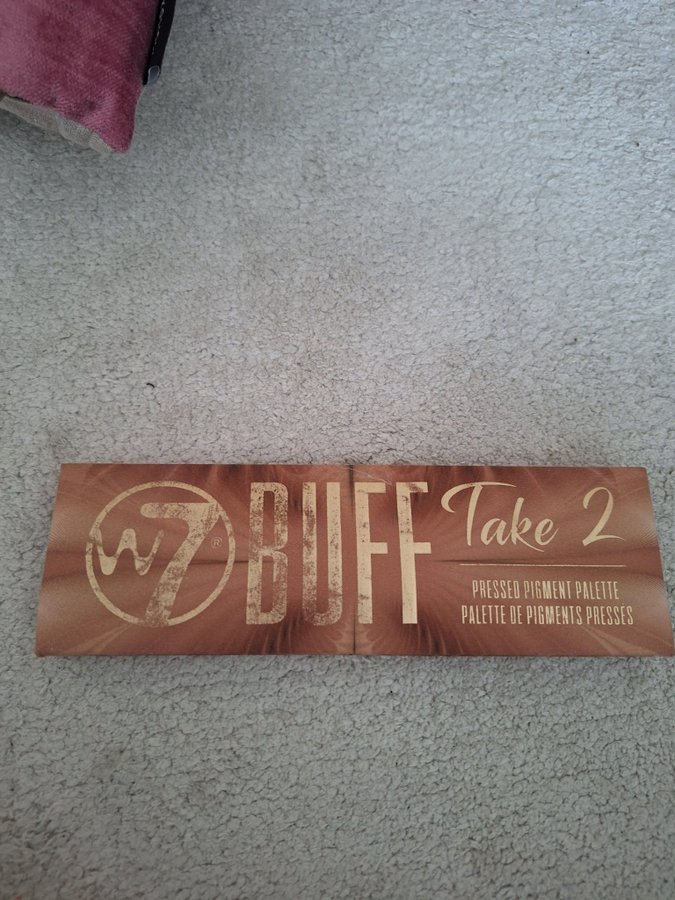 W7®
BUFF
Take 2
PRESSED PIGMENT PALETTE
PALETTE DE PIGMENTS PRESSES